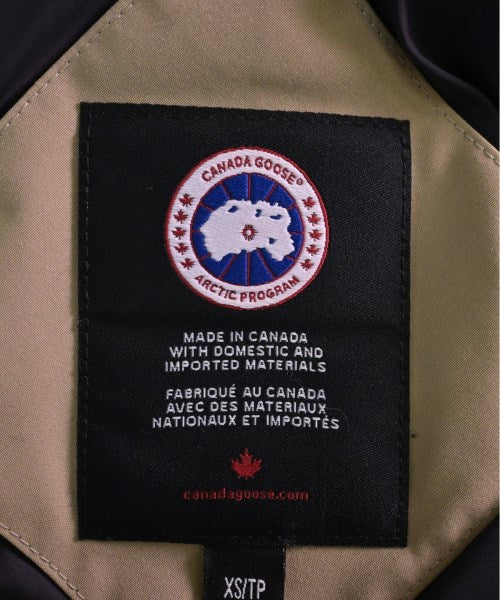 CANADA GOOSE®
ARCTIC PROGRAM
MADE IN CANADA
WITH DOMESTIC AND
IMPORTED MATERIALS
FABRIQUÉ AU CANADA
AVEC DES MATERIAUX
NATIONAUX ET IMPORTÉS
canadagoose.com
XS/TP